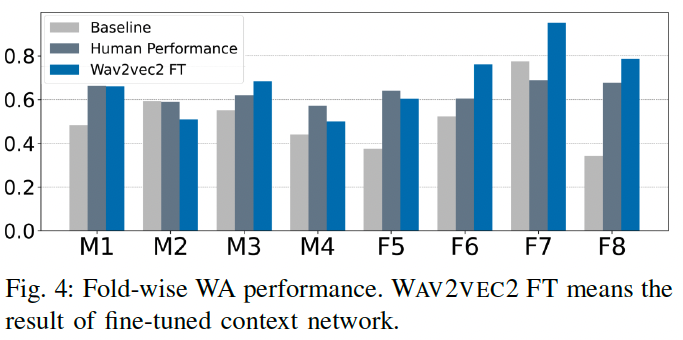 Baseline
Human Performance
Wav2vec2 FT
0.8
0.6
0.4
0.2
0.0
M1 M2 M3 M4 F5 F6 F7 F8
Fig. 4: Fold-wise WA performance. WAV2VEC2 FT means the
result of fine-tuned context network.